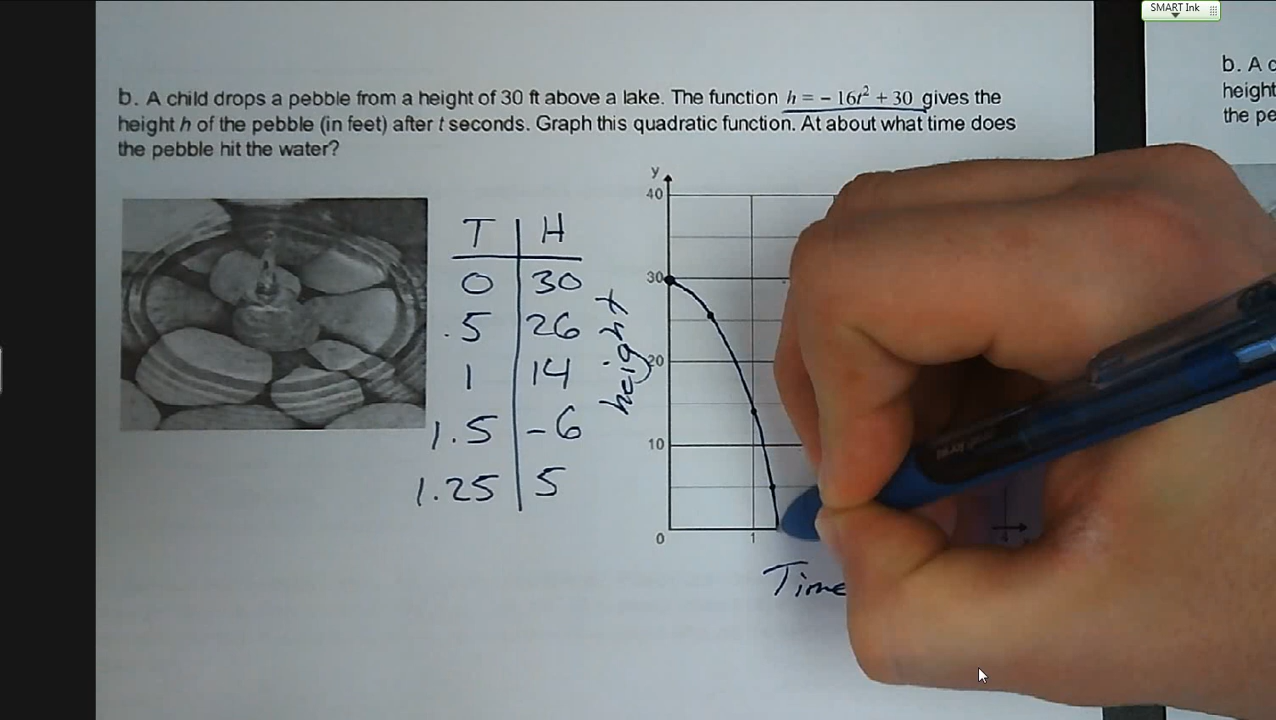 SMART Ink
b. A child drops a pebble from a height of 30 ft above a lake. The function h = – 16t² + 30 gives the
height h of the pebble (in feet) after t seconds. Graph this quadratic function. At about what time does
the pebble hit the water?
b. A c
height
the pe
T H
0 30
.5 26
1 14
1.5 -6
1.25 5
height
y
40
30
20
10
0 1
Time